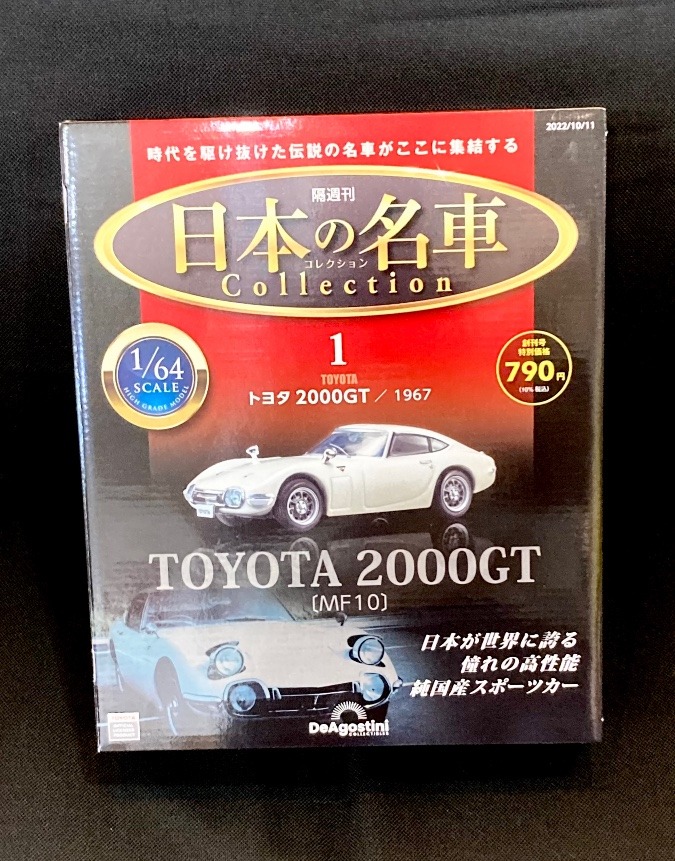 2022/10/11
時代を駆け抜けた伝説の名車がここに集結する
隔週刊
日本の名車
コレクション
Collection
1/64
SCALE
HIGH GRADE MODEL
1
TOYOTA
トヨタ 2000GT / 1967
創刊号
特別価格
790円
(10% 税込)
TOYOTA 2000GT
[MF10]
日本が世界に誇る
憧れの高性能
純国産スポーツカー
TOYOTA
DeAgostini
COLLECTIBLES